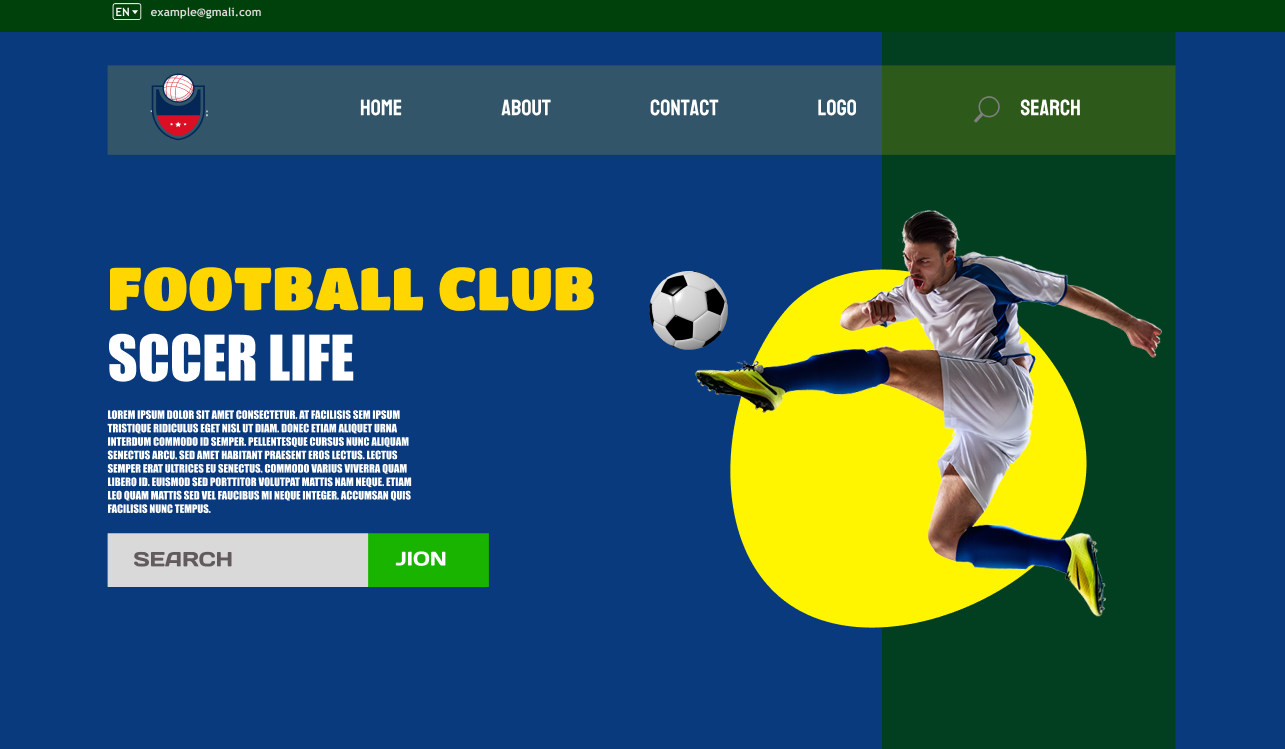 EN example@gmali.com
HOME ABOUT CONTACT LOGO SEARCH
FOOTBALL CLUB
SCCER LIFE
LOREM IPSUM DOLOR SIT AMET CONSECTETUR. AT FACILISIS SEM IPSUM
TRISTIQUE RIDICULUS EGET NISL UT DIAM. DONEC ETIAM ALIQUET URNA
INTERDUM COMMODO ID SEMPER. PELLENTESQUE CURSUS NUNC ALIQUAM
SENECTUS ARCU. SED AMET HABITANT PRAESENT EROS LECTUS. LECTUS
SEMPER ERAT ULTRICES EU SENECTUS. COMMODO VARIUS VIVERRA QUAM
LIBERO ID. EUISMOD SED PORTTITOR VOLUTPAT MATTIS NAM NEQUE. ETIAM
LEO QUAM MATTIS SED VEL FAUCIBUS MI NEQUE INTEGER. ACCUMSAN QUIS
FACILISIS NUNC TEMPUS.
SEARCH JION